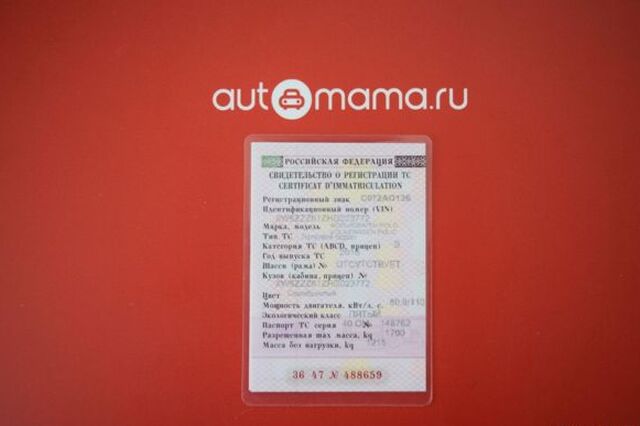 automama.ru
РОССИЙСКАЯ ФЕДЕРАЦИЯ
СВИДЕТЕЛЬСТВО О РЕГИСТРАЦИИ ТС
CERTIFICAT D'IMMATRICULATION
Регистрационный знак
Идентификационный номер (VIN)
Марка, модель
Тип ТС
Категория ТС (ABCD, прицеп) B
Год выпуска ТС
Шасси (рама) № ОТСУТСТВУЕТ
Кузов (кабина, прицеп) №
Цвет
Мощность двигателя, кВт/л. с.
Экологический класс
Паспорт ТС серия №
Разрешенная max масса, kg 1700
Масса без нагрузки, kg
36 47 № 488659